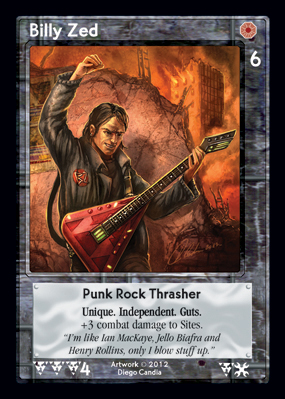 Billy Zed
6
Punk Rock Thrasher
Unique. Independent. Guts.
+3 combat damage to Sites.
"I'm like Ian MacKaye, Jello Biafra and
Henry Rollins, only I blow stuff up."
4
Artwork © 2012
Diego Candia